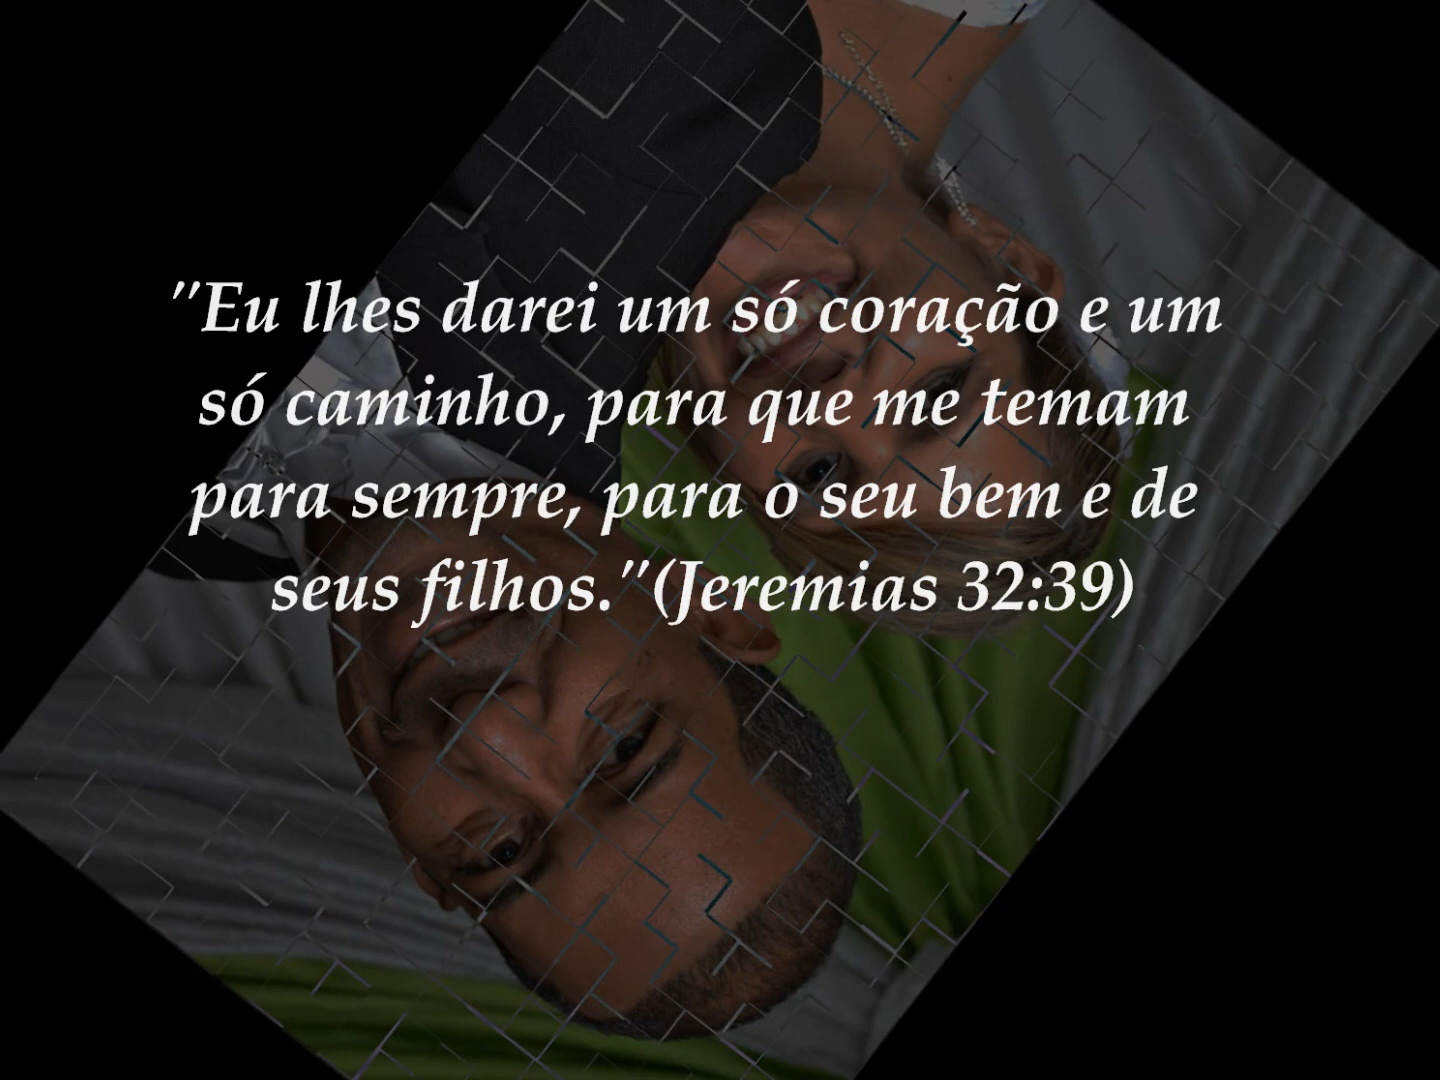 "Eu lhes darei um só coração e um
só caminho, para que me temam
para sempre, para o seu bem e de
seus filhos."(Jeremias 32:39)